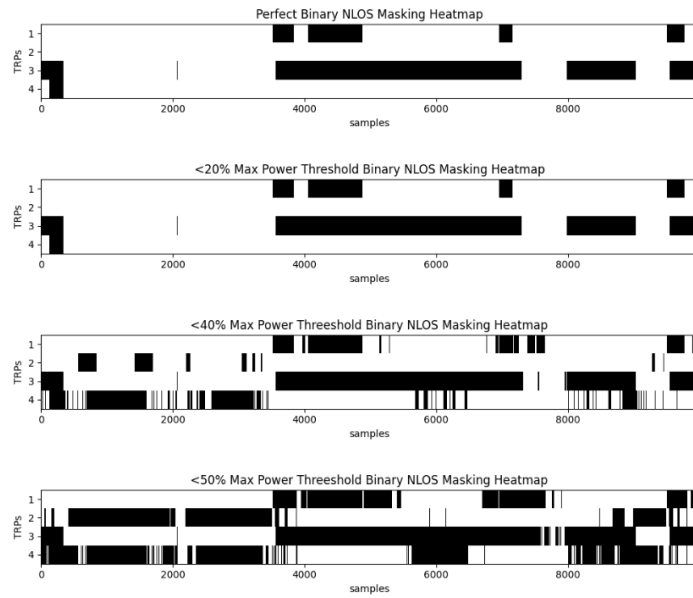 Perfect Binary NLOS Masking Heatmap
1
2
3
4
TRPs
0 2000 4000 6000 8000
samples
<20% Max Power Threshold Binary NLOS Masking Heatmap
1
2
3
4
TRPs
0 2000 4000 6000 8000
samples
<40% Max Power Threeshold Binary NLOS Masking Heatmap
1
2
3
4
TRPs
0 2000 4000 6000 8000
samples
<50% Max Power Threeshold Binary NLOS Masking Heatmap
1
2
3
4
TRPs
0 2000 4000 6000 8000
samples